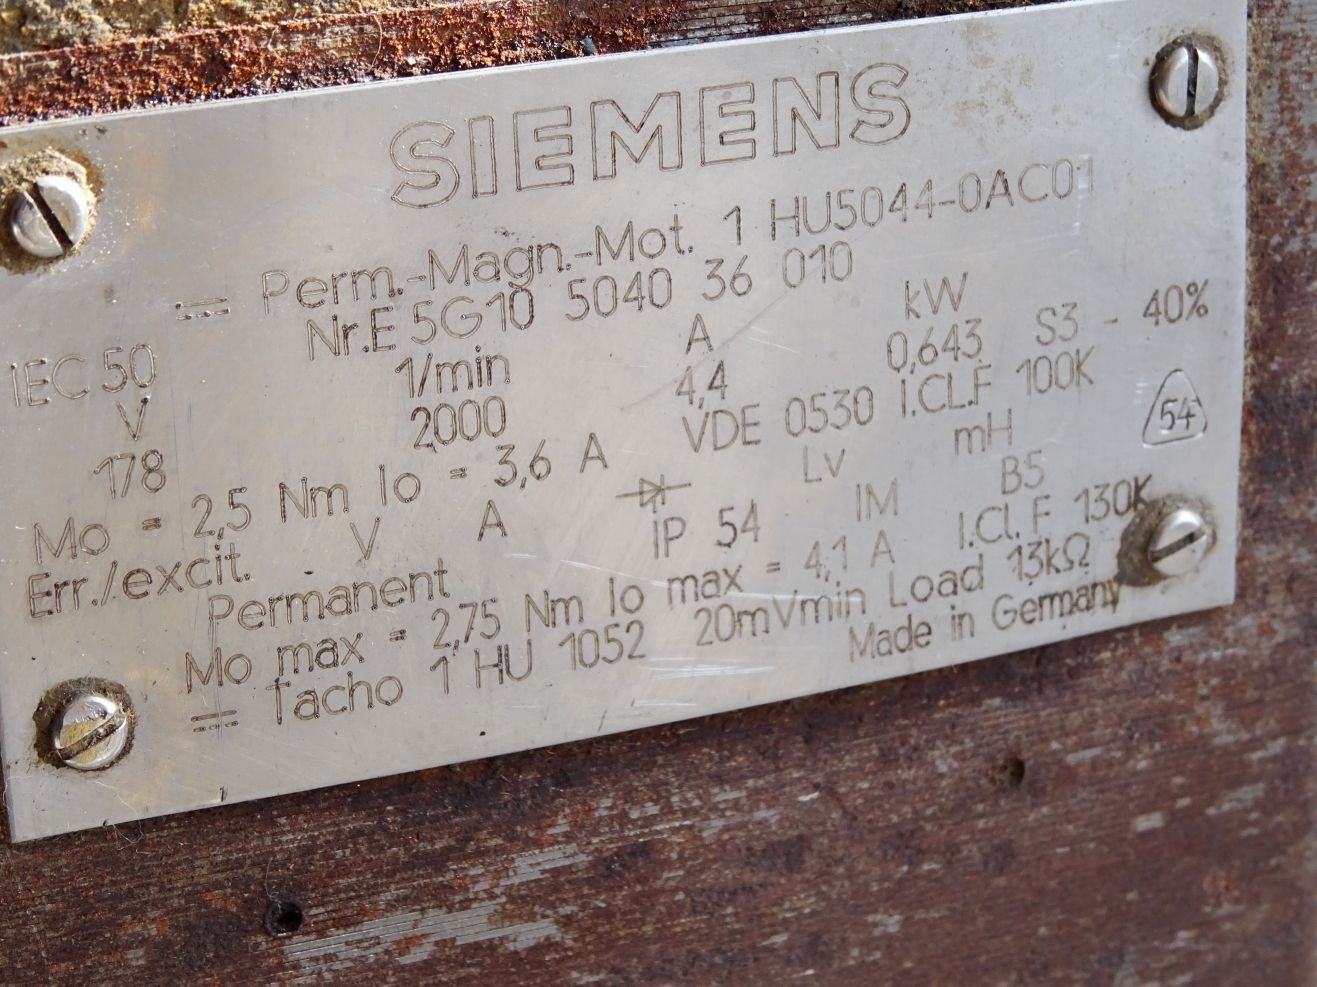 SIEMENS
⎓ Perm.-Magn.-Mot. 1 HU5044-0AC01
Nr.E 5G10 5040 36 010
IEC 50 1/min A kW S3 - 40%
V 2000 4,4 0,643 I.CL.F 100K
178 VDE 0530 54
Mo = 2,5 Nm Io = 3,6 A Lv mH
Err./excit. V A IP 54 IM B5
Permanent I.Cl. F 130K
Mo max = 2,75 Nm Io max = 4,1 A
⎓ Tacho 1 HU 1052 20mVmin Load 13kΩ
Made in Germany